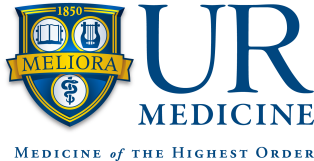 1850
MELIORA
UR
MEDICINE
MEDICINE of THE HIGHEST ORDER